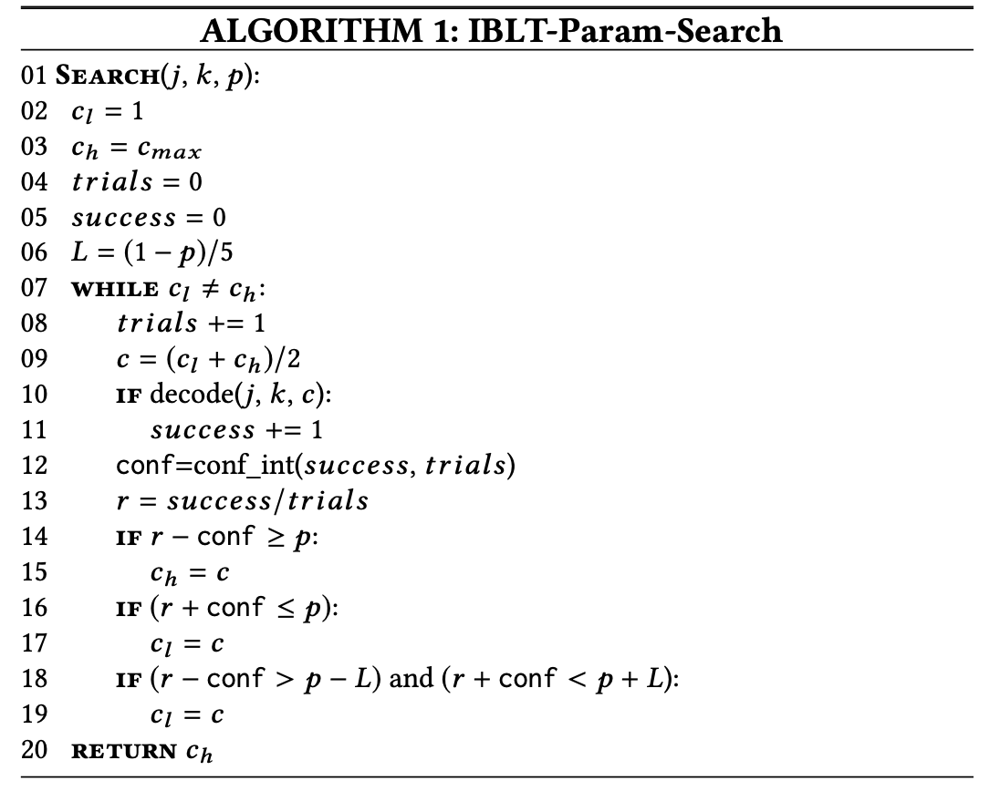 ALGORITHM 1: IBLT-Param-Search
01 SEARCH(j, k, p):
02 c_l = 1
03 c_h = c_max
04 trials = 0
05 success = 0
06 L = (1 − p)/5
07 WHILE c_l ≠ c_h:
08 trials += 1
09 c = (c_l + c_h)/2
10 IF decode(j, k, c):
11 success += 1
12 conf=conf_int(success, trials)
13 r = success/trials
14 IF r − conf ≥ p:
15 c_h = c
16 IF (r + conf ≤ p):
17 c_l = c
18 IF (r − conf > p − L) and (r + conf < p + L):
19 c_l = c
20 RETURN c_h